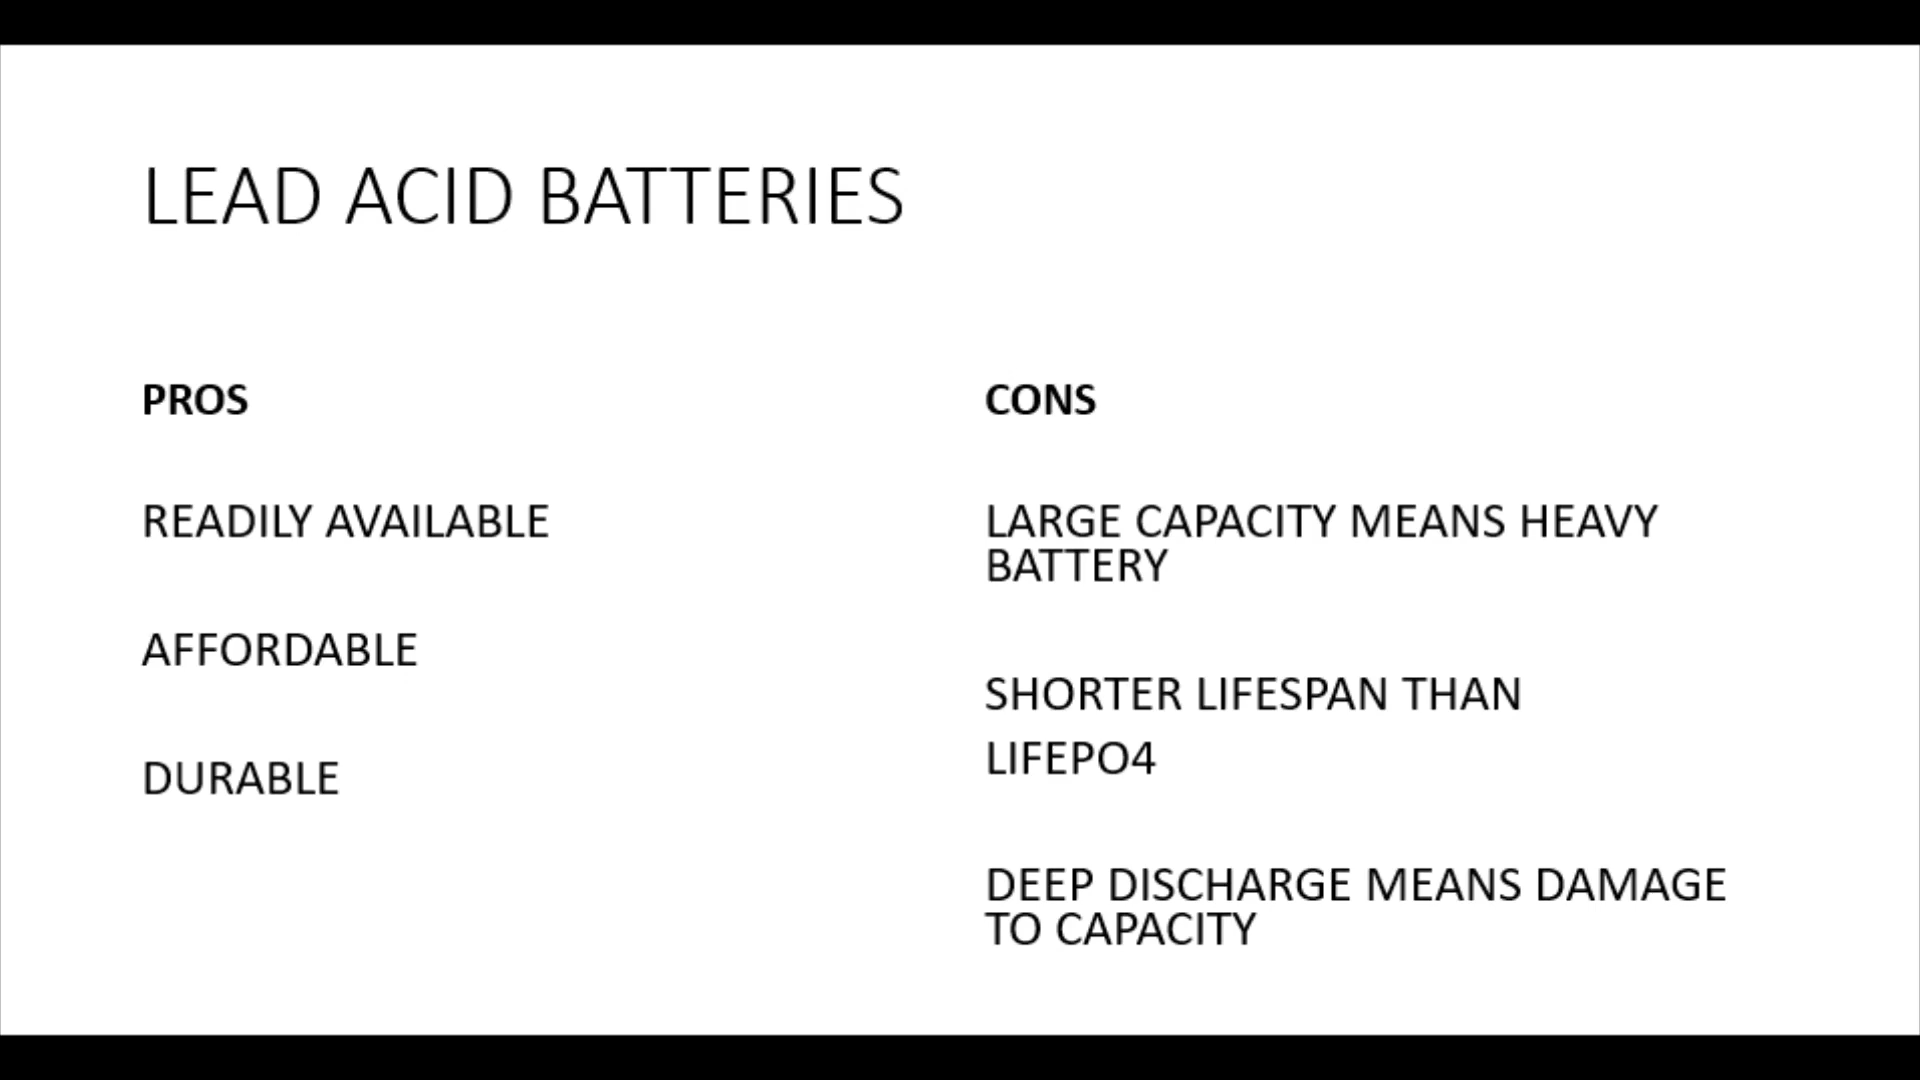 LEAD ACID BATTERIES
PROS
READILY AVAILABLE
AFFORDABLE
DURABLE
CONS
LARGE CAPACITY MEANS HEAVY
BATTERY
SHORTER LIFESPAN THAN
LIFEPO4
DEEP DISCHARGE MEANS DAMAGE
TO CAPACITY